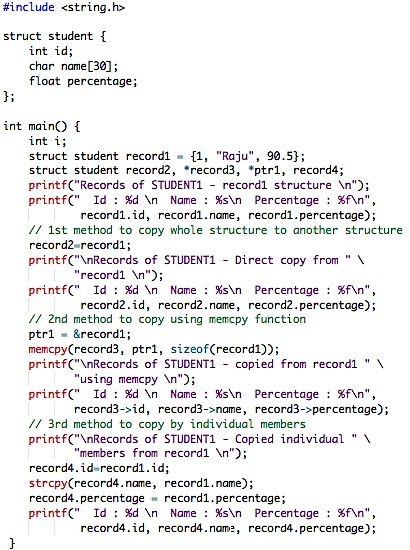 #include <string.h>
struct student {
int id;
char name[30];
float percentage;
};
int main() {
int i;
struct student record1 = {1, "Raju", 90.5};
struct student record2, *record3, *ptr1, record4;
printf("Records of STUDENT1 - record1 structure \n");
printf("  Id : %d \n  Name : %s\n  Percentage : %f\n",
record1.id, record1.name, record1.percentage);
// 1st method to copy whole structure to another structure
record2=record1;
printf("\nRecords of STUDENT1 - Direct copy from " \
"record1 \n");
printf("  Id : %d \n  Name : %s\n  Percentage : %f\n",
record2.id, record2.name, record2.percentage);
// 2nd method to copy using memcpy function
ptr1 = &record1;
memcpy(record3, ptr1, sizeof(record1));
printf("\nRecords of STUDENT1 - copied from record1 " \
"using memcpy \n");
printf("  Id : %d \n  Name : %s\n  Percentage : %f\n",
record3->id, record3->name, record3->percentage);
// 3rd method to copy by individual members
printf("\nRecords of STUDENT1 - Copied individual " \
"members from record1 \n");
record4.id=record1.id;
strcpy(record4.name, record1.name);
record4.percentage = record1.percentage;
printf("  Id : %d \n  Name : %s\n  Percentage : %f\n",
record4.id, record4.name, record4.percentage);
}